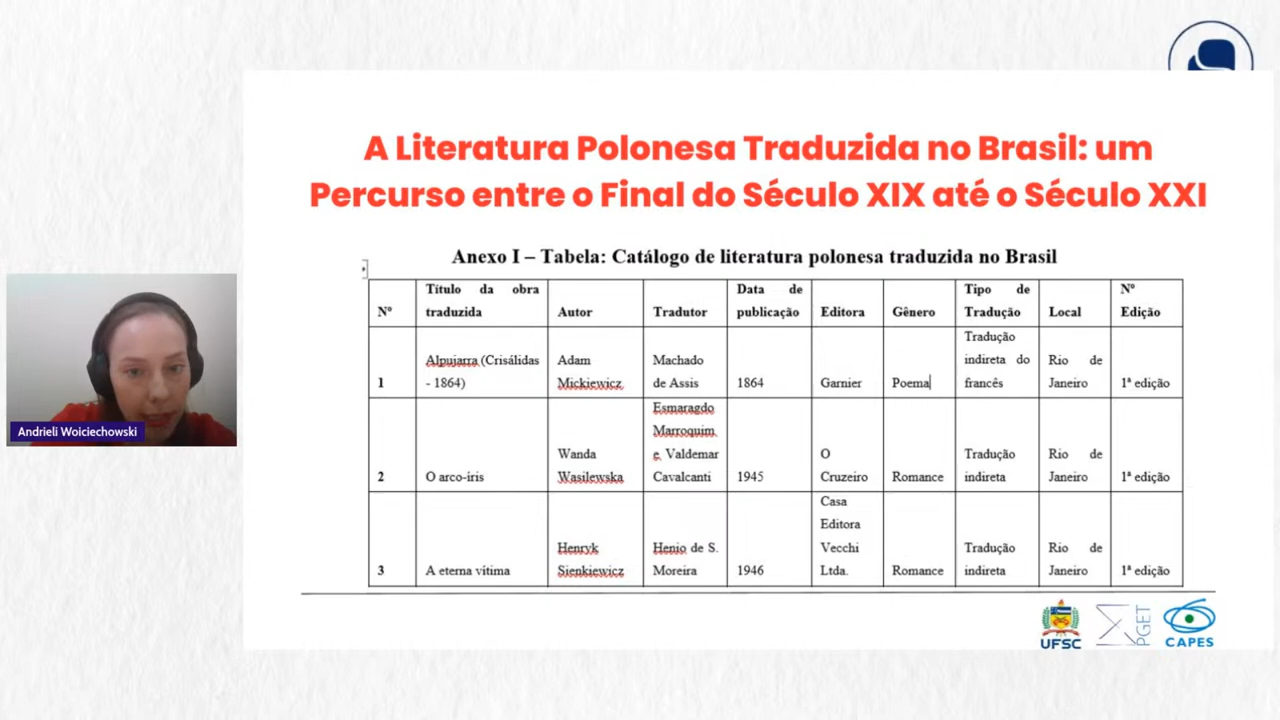 A Literatura Polonesa Traduzida no Brasil: um
Percurso entre o Final do Século XIX até o Século XXI
Anexo I – Tabela: Catálogo de literatura polonesa traduzida no Brasil
Nº
Título da obra
traduzida
Autor
Tradutor
Data de
publicação
Editora
Gênero
Tipo de
Tradução
Local
Nº
Edição
1
Alpujarra (Crisálidas
- 1864)
Adam
Mickiewicz
Machado
de Assis
1864
Garnier
Poema
Tradução
indireta do
francês
Rio de
Janeiro
1ª edição
2
O arco-íris
Wanda
Wasilewska
Esmaragdo
Marroquim
e Valdemar
Cavalcanti
1945
O
Cruzeiro
Romance
Tradução
indireta
Rio de
Janeiro
1ª edição
3
A eterna vítima
Henryk
Sienkiewicz
Henio de S.
Moreira
1946
Casa
Editora
Vecchi
Ltda.
Romance
Tradução
indireta
Rio de
Janeiro
1ª edição
Andrieli Woiciechowski
UFSC
PGET
CAPES